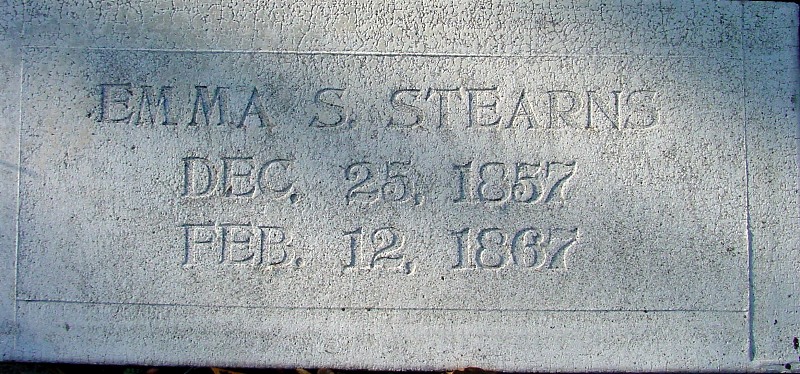 EMMA S. STEARNS
DEC. 25, 1857
FEB. 12, 1867